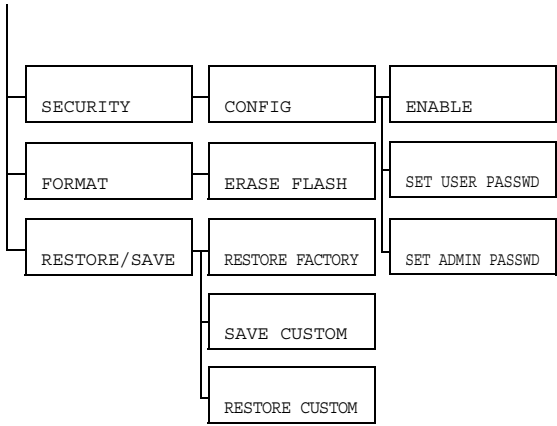 SECURITY
CONFIG
ENABLE
FORMAT
ERASE FLASH
SET USER PASSWD
RESTORE/SAVE
RESTORE FACTORY
SET ADMIN PASSWD
SAVE CUSTOM
RESTORE CUSTOM